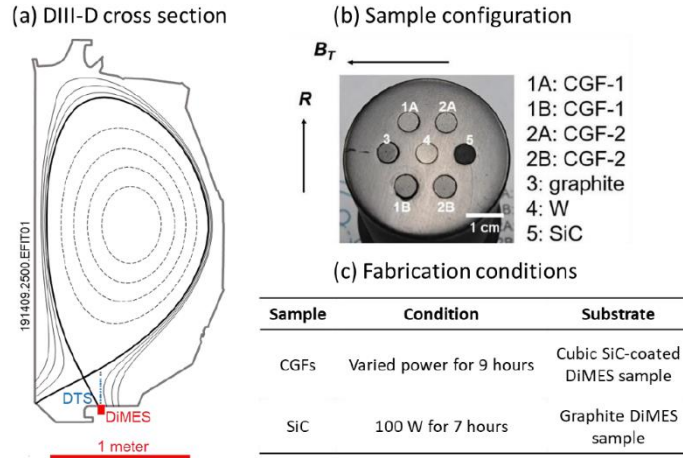 (a) DIII-D cross section
191409.2500.EFIT01
DTS
DiMES
1 meter
(b) Sample configuration
B_T
R
1A
2A
3
4
5
1B
2B
1 cm
1A: CGF-1
1B: CGF-1
2A: CGF-2
2B: CGF-2
3: graphite
4: W
5: SiC
(c) Fabrication conditions
Sample Condition Substrate
CGFs Varied power for 9 hours Cubic SiC-coated
DiMES sample
SiC 100 W for 7 hours Graphite DiMES
sample